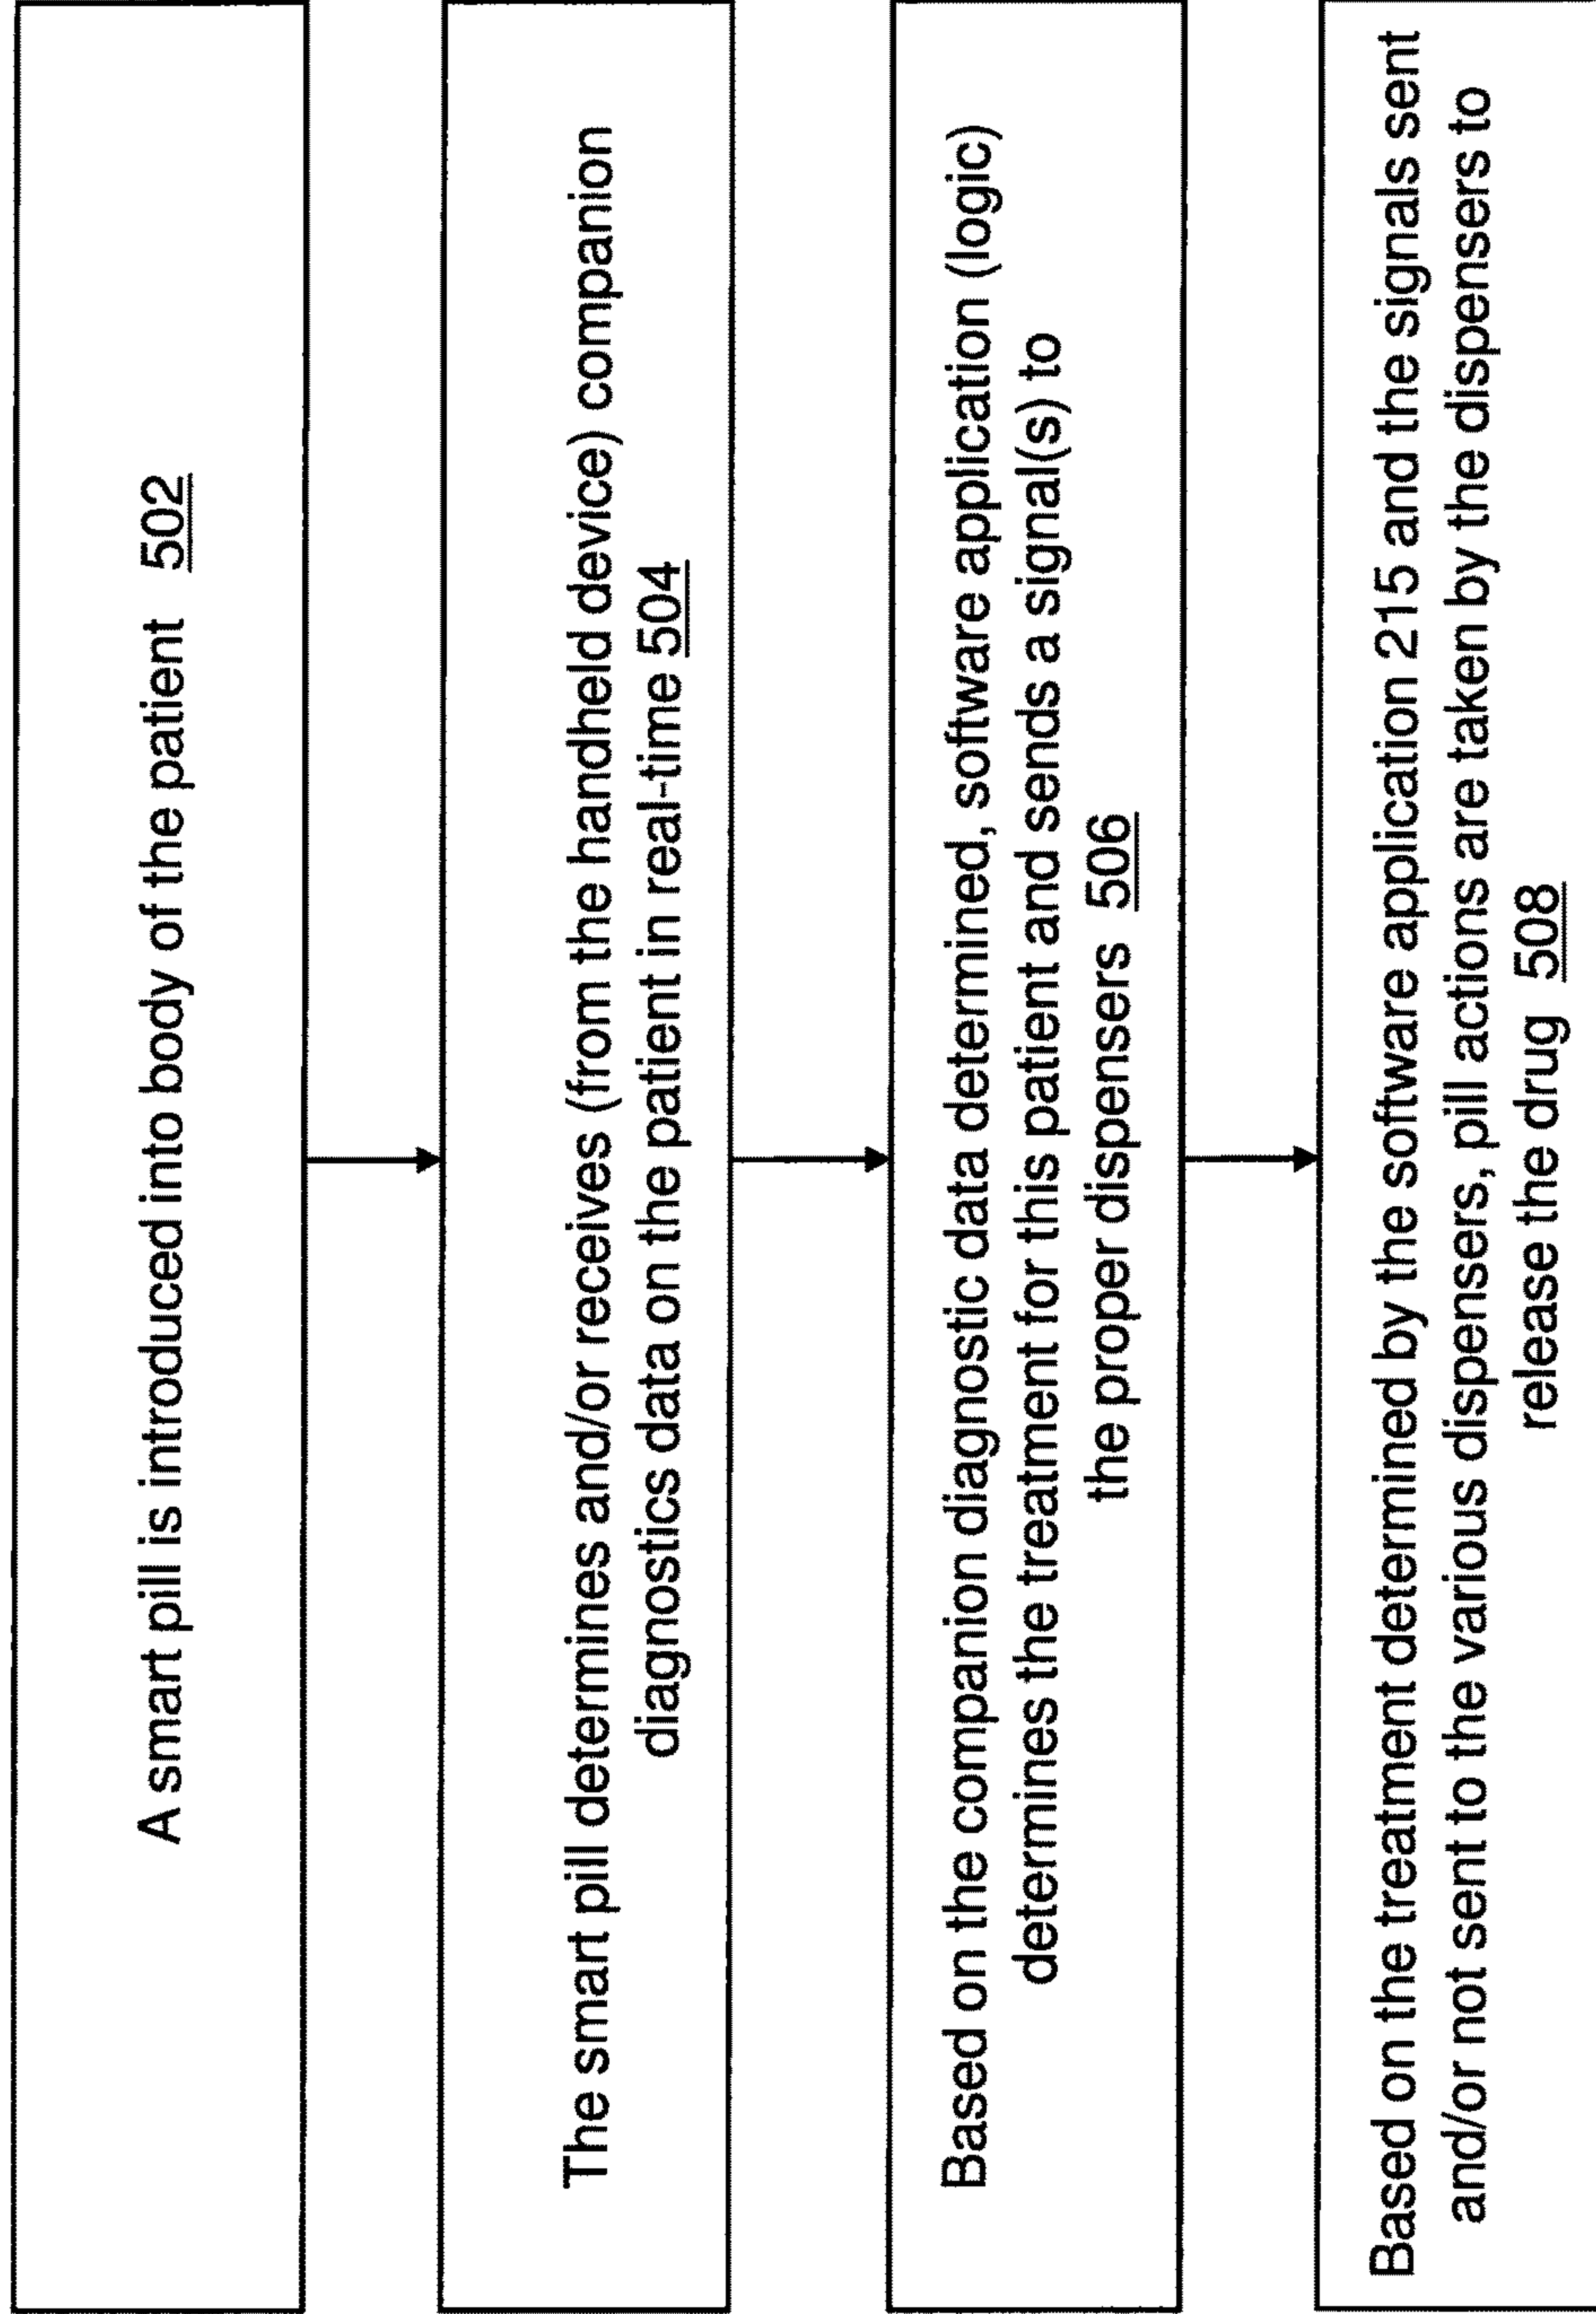 A smart pill is introduced into body of the patient 502
The smart pill determines and/or receives (from the handheld device) companion
diagnostics data on the patient in real-time 504
Based on the companion diagnostic data determined, software application (logic)
determines the treatment for this patient and sends a signal(s) to
the proper dispensers 506
Based on the treatment determined by the software application 215 and the signals sent
and/or not sent to the various dispensers, pill actions are taken by the dispensers to
release the drug 508